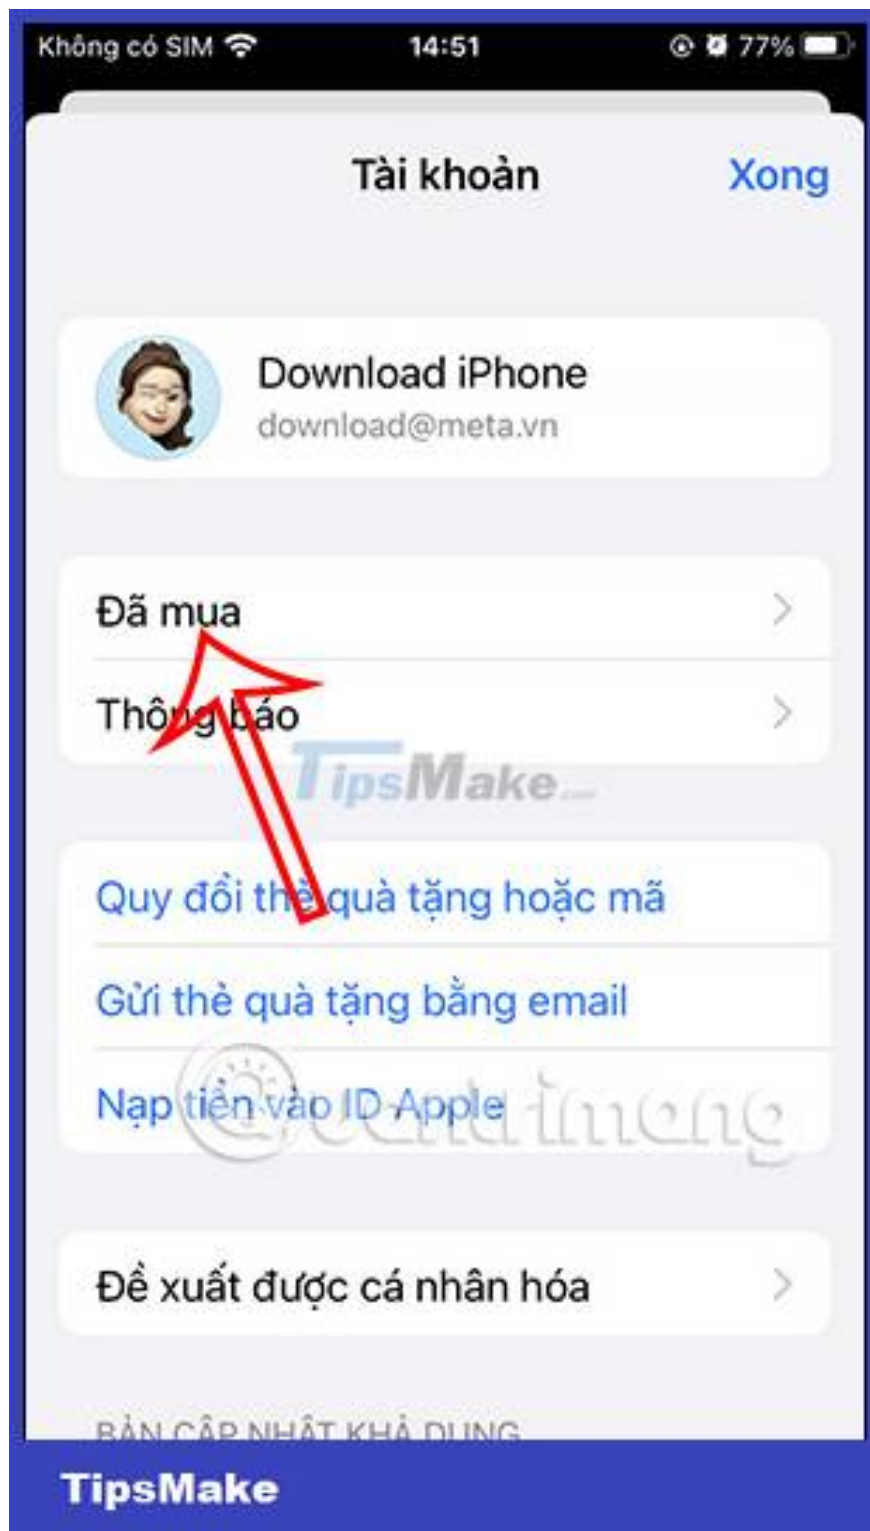 Không có SIM 14:51 77%
Tài khoản Xong
Download iPhone
download@meta.vn
Đã mua
Thông báo
TipsMake.com
Quy đổi thẻ quà tặng hoặc mã
Gửi thẻ quà tặng bằng email
Nạp tiền vào ID Apple
Quantrimang
Đề xuất được cá nhân hóa
BẢN CẬP NHẬT KHẢ DỤNG
TipsMake